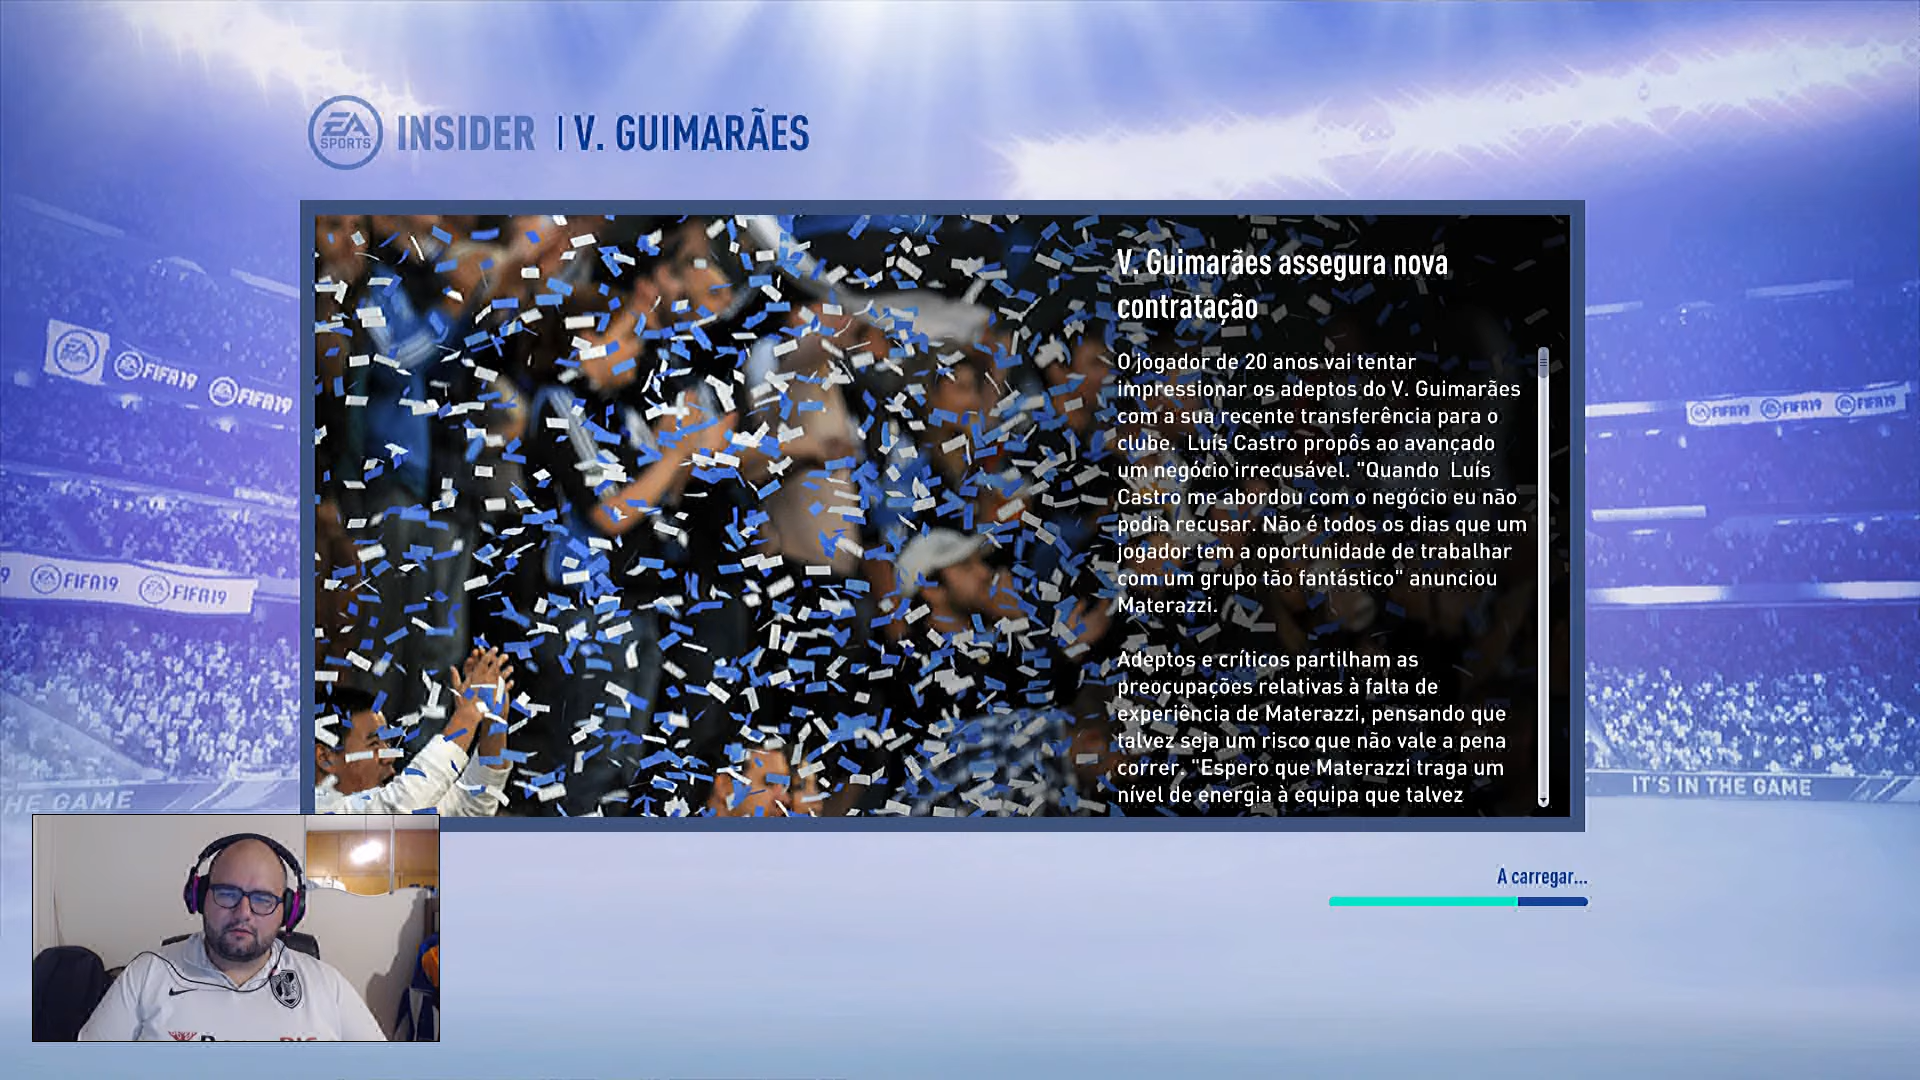 EA SPORTS INSIDER | V. GUIMARÃES
V. Guimarães assegura nova
contratação
O jogador de 20 anos vai tentar
impressionar os adeptos do V. Guimarães
com a sua recente transferência para o
clube.  Luís Castro propôs ao avançado
um negócio irrecusável. "Quando  Luís
Castro me abordou com o negócio eu não
podia recusar. Não é todos os dias que um
jogador tem a oportunidade de trabalhar
com um grupo tão fantástico" anunciou
Materazzi.
Adeptos e críticos partilham as
preocupações relativas à falta de
experiência de Materazzi, pensando que
talvez seja um risco que não vale a pena
correr. "Espero que Materazzi traga um
nível de energia à equipa que talvez
A carregar...
FIFA19
FIFA19
FIFA19
FIFA19
FIFA19
FIFA19
FIFA19
HE GAME
IT'S IN THE GAME